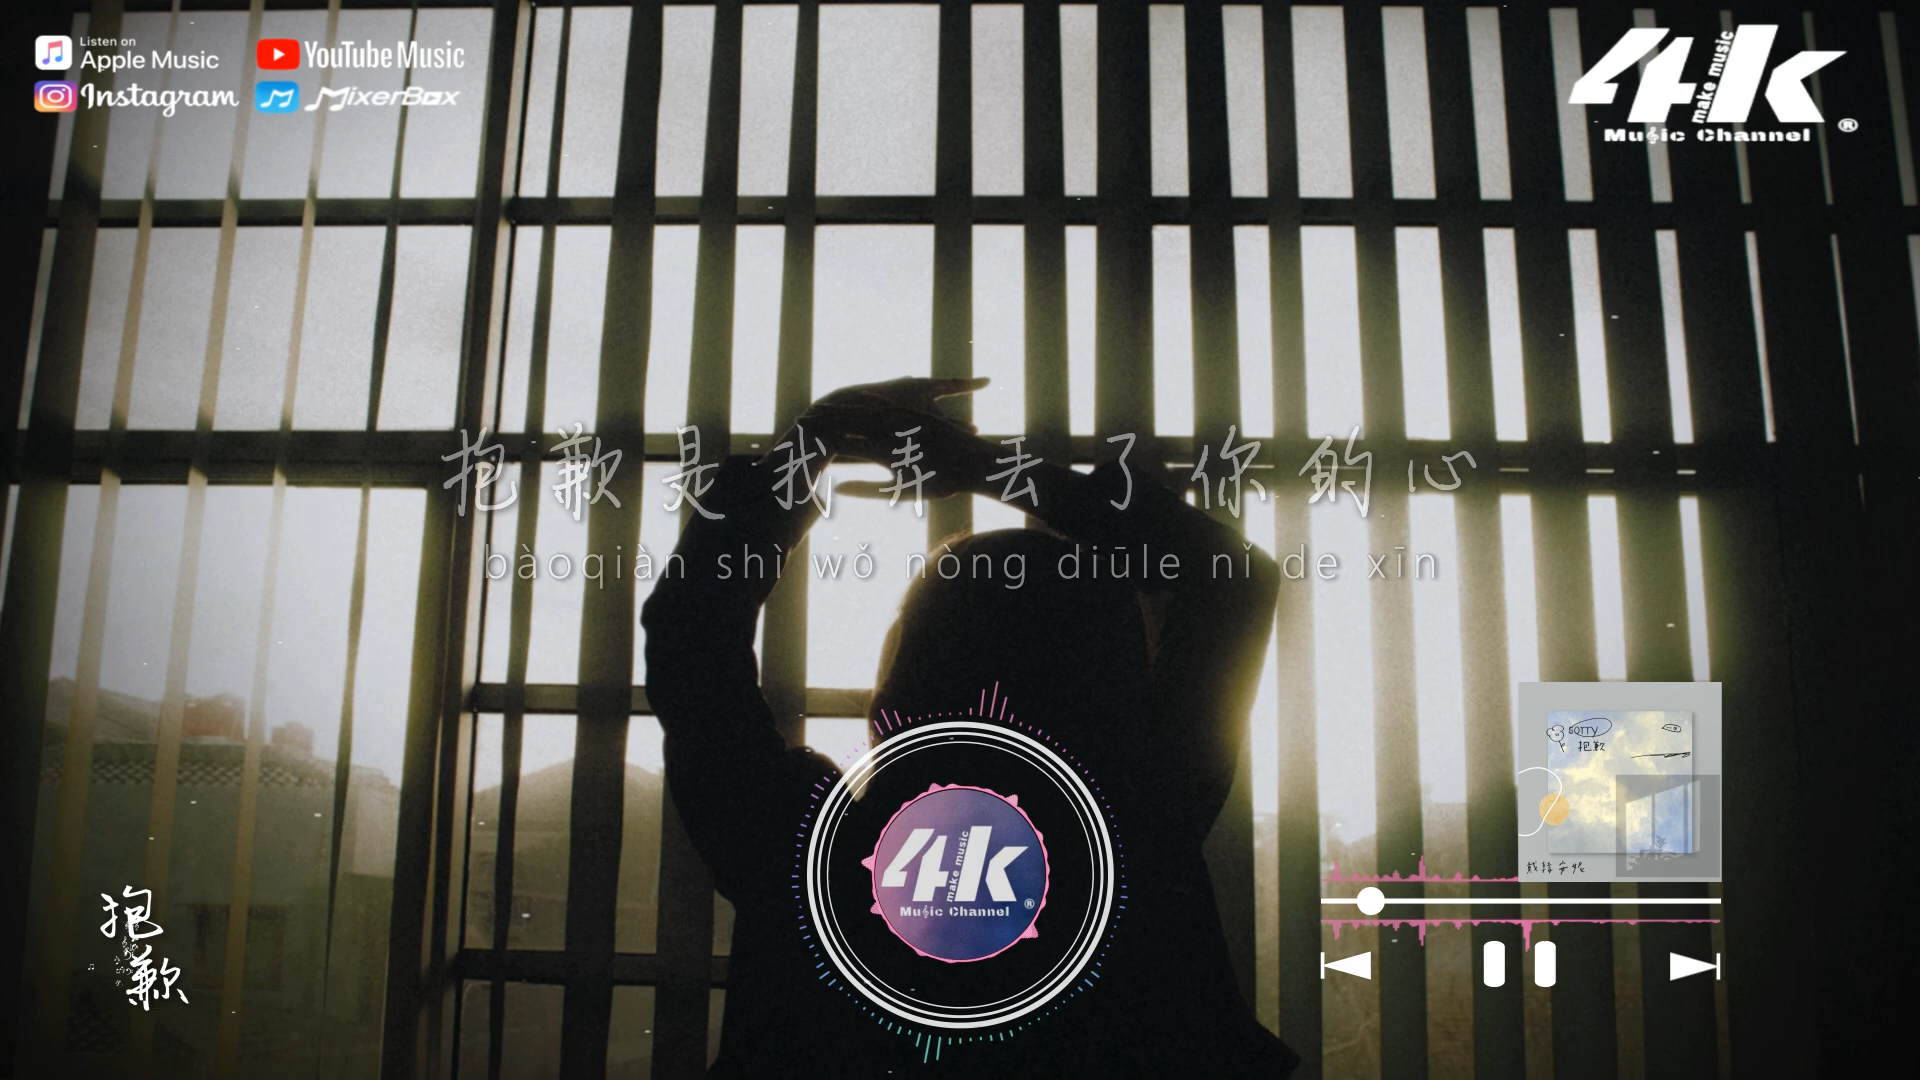 Listen on
Apple Music
YouTube Music
Instagram
MixerBox
4k
make music
Music Channel
®
抱歉是我弄丟了你的心
bàoqiàn shì wǒ nòng diūle nǐ de xīn
sorry
抱歉
4k
make music
Music Channel
®
抱歉